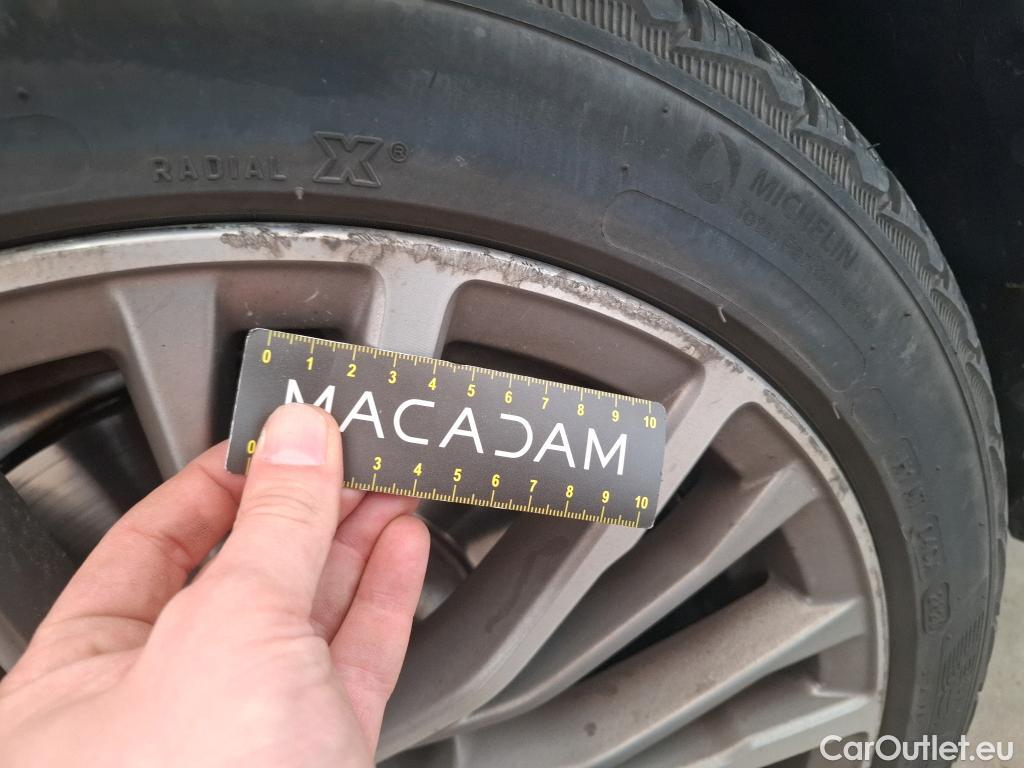 RADIAL X®
MICHELIN
0 1 2 3 4 5 6 7 8 9 10
MACADAM
0 3 4 5 6 7 8 9 10
CarOutlet.eu